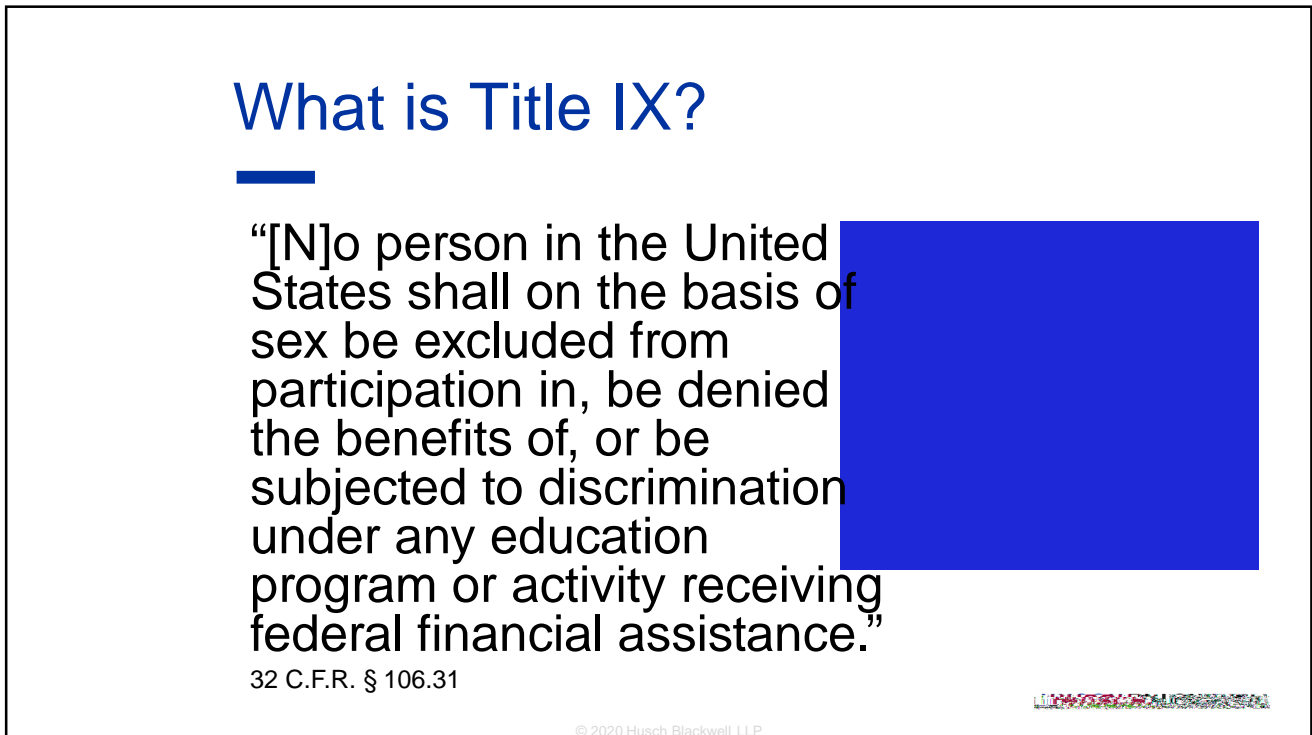 What is Title IX?
“[N]o person in the United
States shall on the basis of
sex be excluded from
participation in, be denied
the benefits of, or be
subjected to discrimination
under any education
program or activity receiving
federal financial assistance.”
32 C.F.R. § 106.31
© 2020 Husch Blackwell LLP